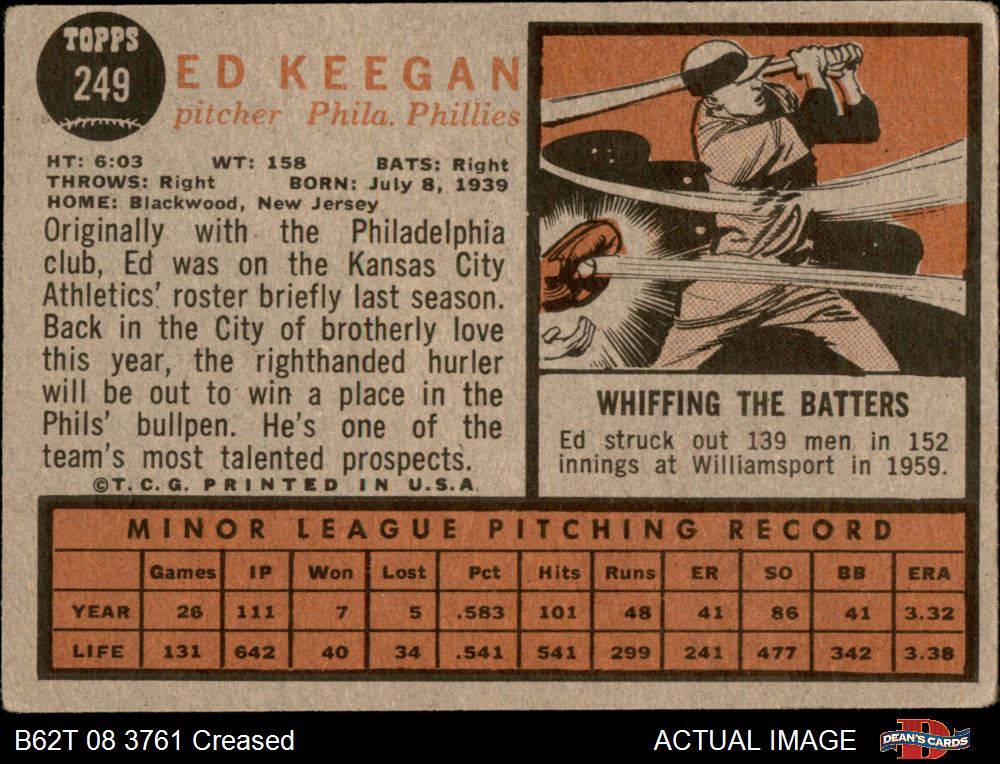 TOPPS
249
ED KEEGAN
pitcher Phila. Phillies
HT: 6:03 WT: 158 BATS: Right
THROWS: Right BORN: July 8, 1939
HOME: Blackwood, New Jersey
Originally with the Philadelphia
club, Ed was on the Kansas City
Athletics' roster briefly last season.
Back in the City of brotherly love
this year, the righthanded hurler
will be out to win a place in the
Phils' bullpen. He's one of the
team's most talented prospects.
©T. C. G. PRINTED IN U.S.A.
WHIFFING THE BATTERS
Ed struck out 139 men in 152
innings at Williamsport in 1959.
MINOR LEAGUE PITCHING RECORD
Games IP Won Lost Pct Hits Runs ER SO BB ERA
YEAR 26 111 7 5 .583 101 48 41 86 41 3.32
LIFE 131 642 40 34 .541 541 299 241 477 342 3.38
B62T 08 3761 Creased
ACTUAL IMAGE
D
DEAN'S CARDS